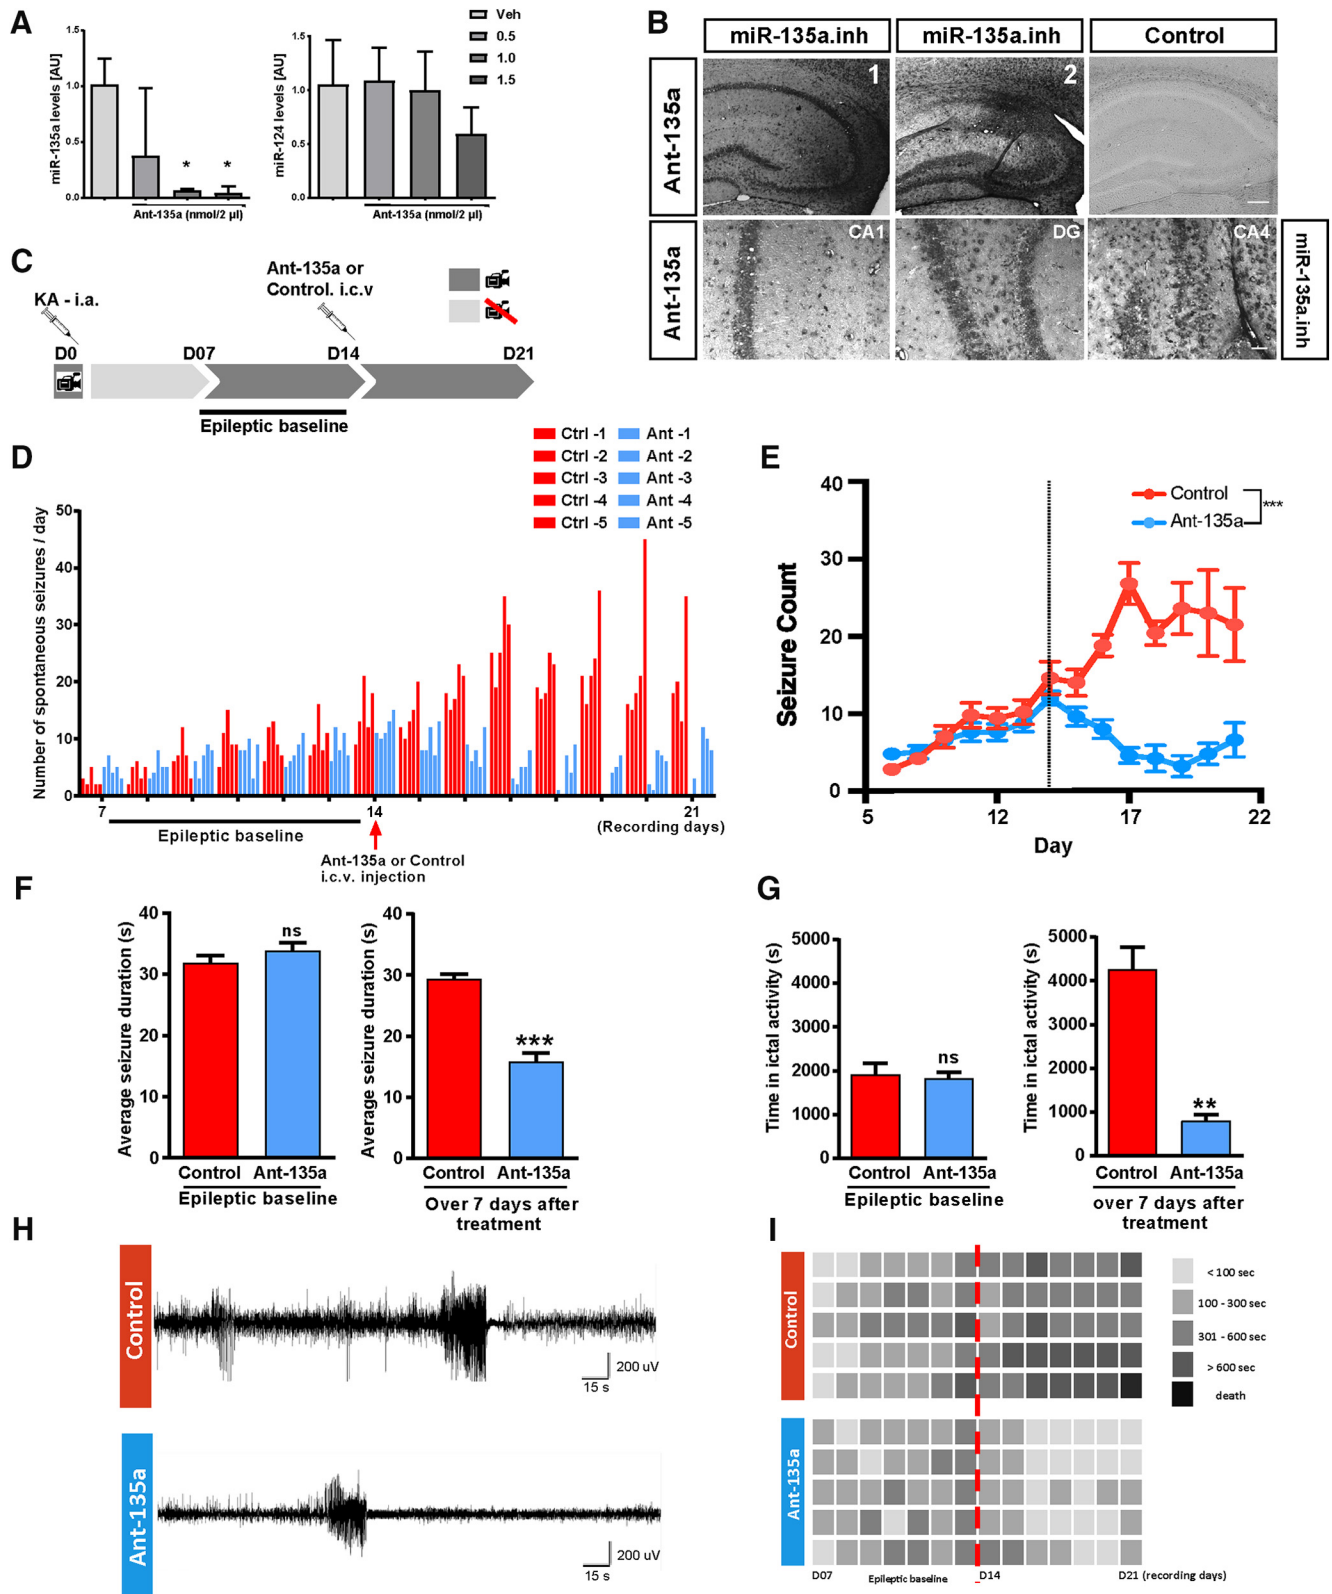 A
miR-135a levels [AU]
1.5
1.0
0.5
0.0
*
*
Ant-135a (nmol/2 µl)
miR-124 levels [AU]
1.5
1.0
0.5
0.0
Ant-135a (nmol/2 µl)
Veh
0.5
1.0
1.5
B
miR-135a.inh
miR-135a.inh
Control
Ant-135a
1
2
Ant-135a
CA1
DG
CA4
miR-135a.inh
C
KA - i.a.
Ant-135a or
Control. i.c.v
D0
D07
D14
D21
Epileptic baseline
D
Ctrl -1
Ant -1
Ctrl -2
Ant -2
Ctrl -3
Ant -3
Ctrl -4
Ant -4
Ctrl -5
Ant -5
Number of spontaneous seizures / day
50
40
30
20
10
0
7
14
21
Epileptic baseline
(Recording days)
Ant-135a or Control
i.c.v. injection
E
Seizure Count
40
30
20
10
0
5
12
17
22
Day
Control
Ant-135a
***
F
Average seizure duration (s)
40
30
20
10
0
ns
Control
Ant-135a
Epileptic baseline
Average seizure duration (s)
40
30
20
10
0
***
Control
Ant-135a
Over 7 days after
treatment
G
Time in ictal activity (s)
5000
4000
3000
2000
1000
0
ns
Control
Ant-135a
Epileptic baseline
Time in ictal activity (s)
5000
4000
3000
2000
1000
0
**
Control
Ant-135a
over 7 days after
treatment
H
Control
200 uV
15 s
Ant-135a
200 uV
15 s
I
Control
Ant-135a
< 100 sec
100 - 300 sec
301 - 600 sec
> 600 sec
death
D07
Epileptic baseline
D14
D21 (recording days)